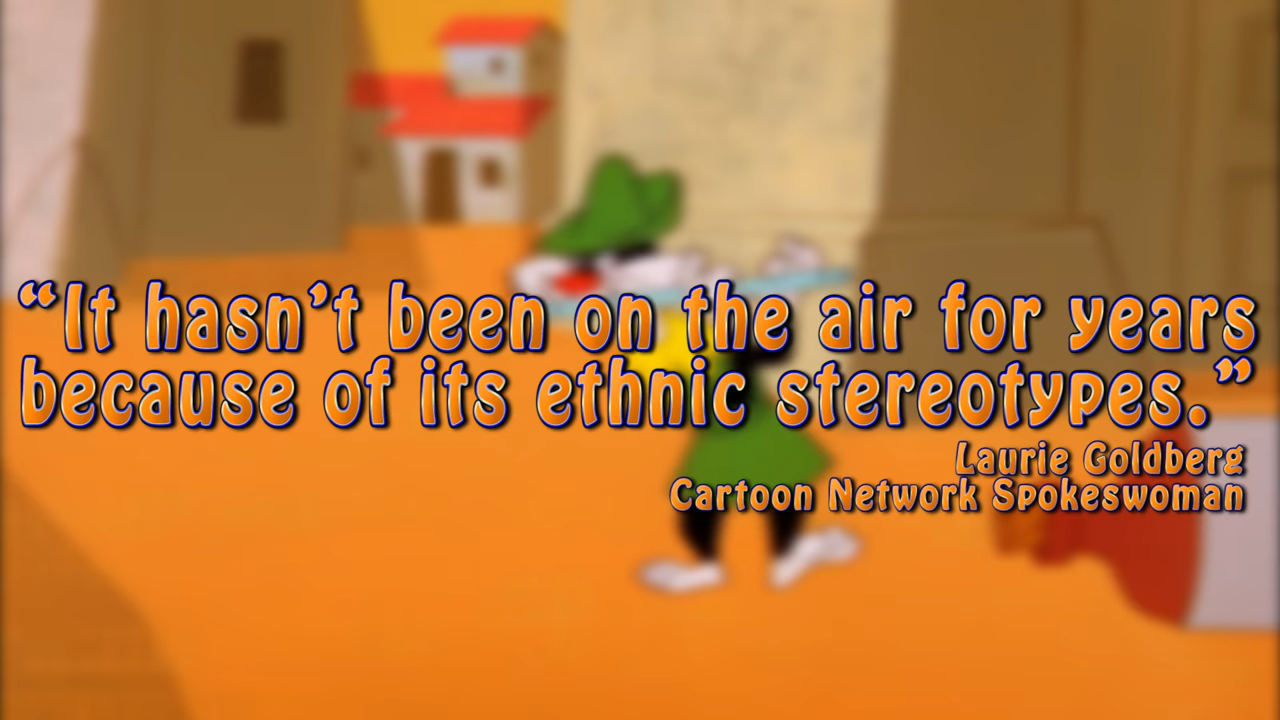 “It hasn’t been on the air for years
because of its ethnic stereotypes.”
Laurie Goldberg
Cartoon Network Spokeswoman